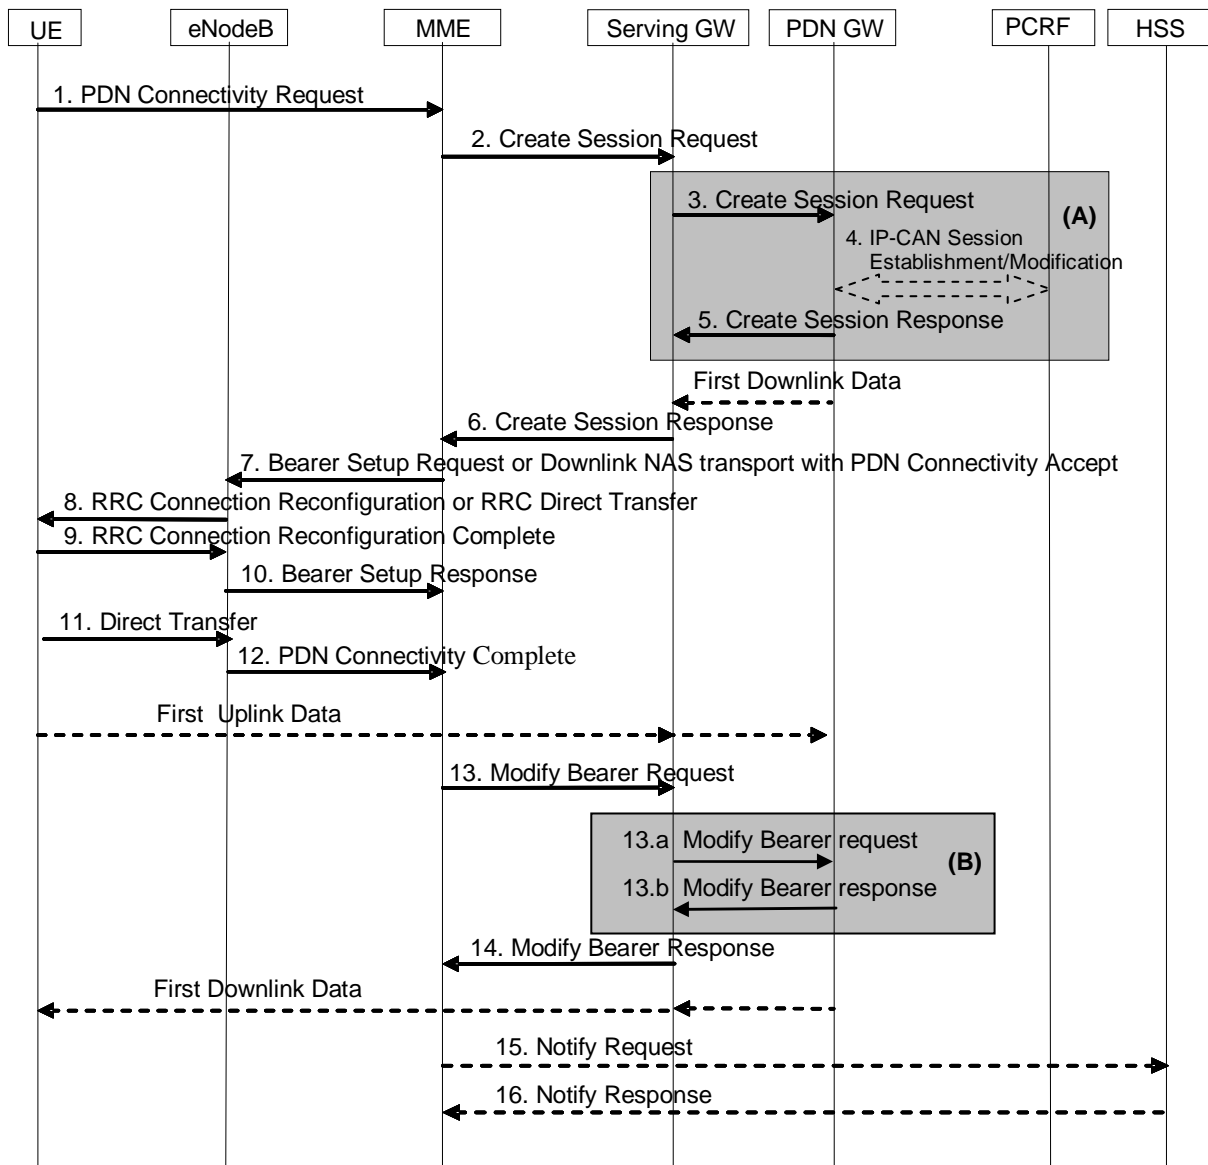 UE eNodeB MME Serving GW PDN GW PCRF HSS
1. PDN Connectivity Request
2. Create Session Request
3. Create Session Request
(A)
4. IP-CAN Session
Establishment/Modification
5. Create Session Response
First Downlink Data
6. Create Session Response
7. Bearer Setup Request or Downlink NAS transport with PDN Connectivity Accept
8. RRC Connection Reconfiguration or RRC Direct Transfer
9. RRC Connection Reconfiguration Complete
10. Bearer Setup Response
11. Direct Transfer
12. PDN Connectivity Complete
First Uplink Data
13. Modify Bearer Request
13.a Modify Bearer request
(B)
13.b Modify Bearer response
14. Modify Bearer Response
First Downlink Data
15. Notify Request
16. Notify Response